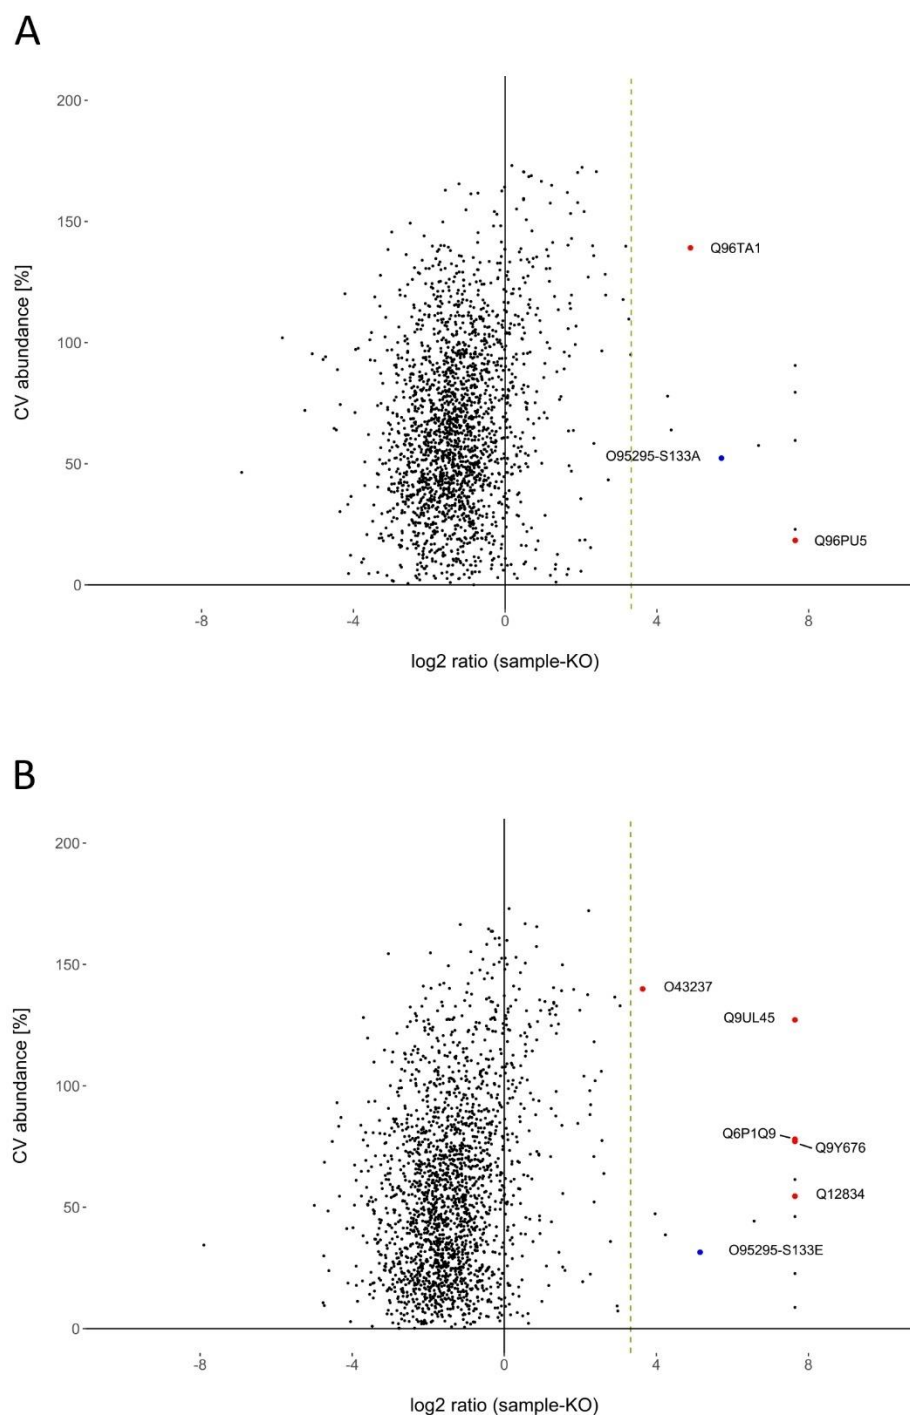 A
200
150
100
50
0
CV abundance [%]
Q96TA1
O95295-S133A
Q96PU5
-8
-4
0
4
8
log2 ratio (sample-KO)
B
200
150
100
50
0
CV abundance [%]
O43237
Q9UL45
Q6P1Q9
Q9Y676
Q12834
O95295-S133E
-8
-4
0
4
8
log2 ratio (sample-KO)